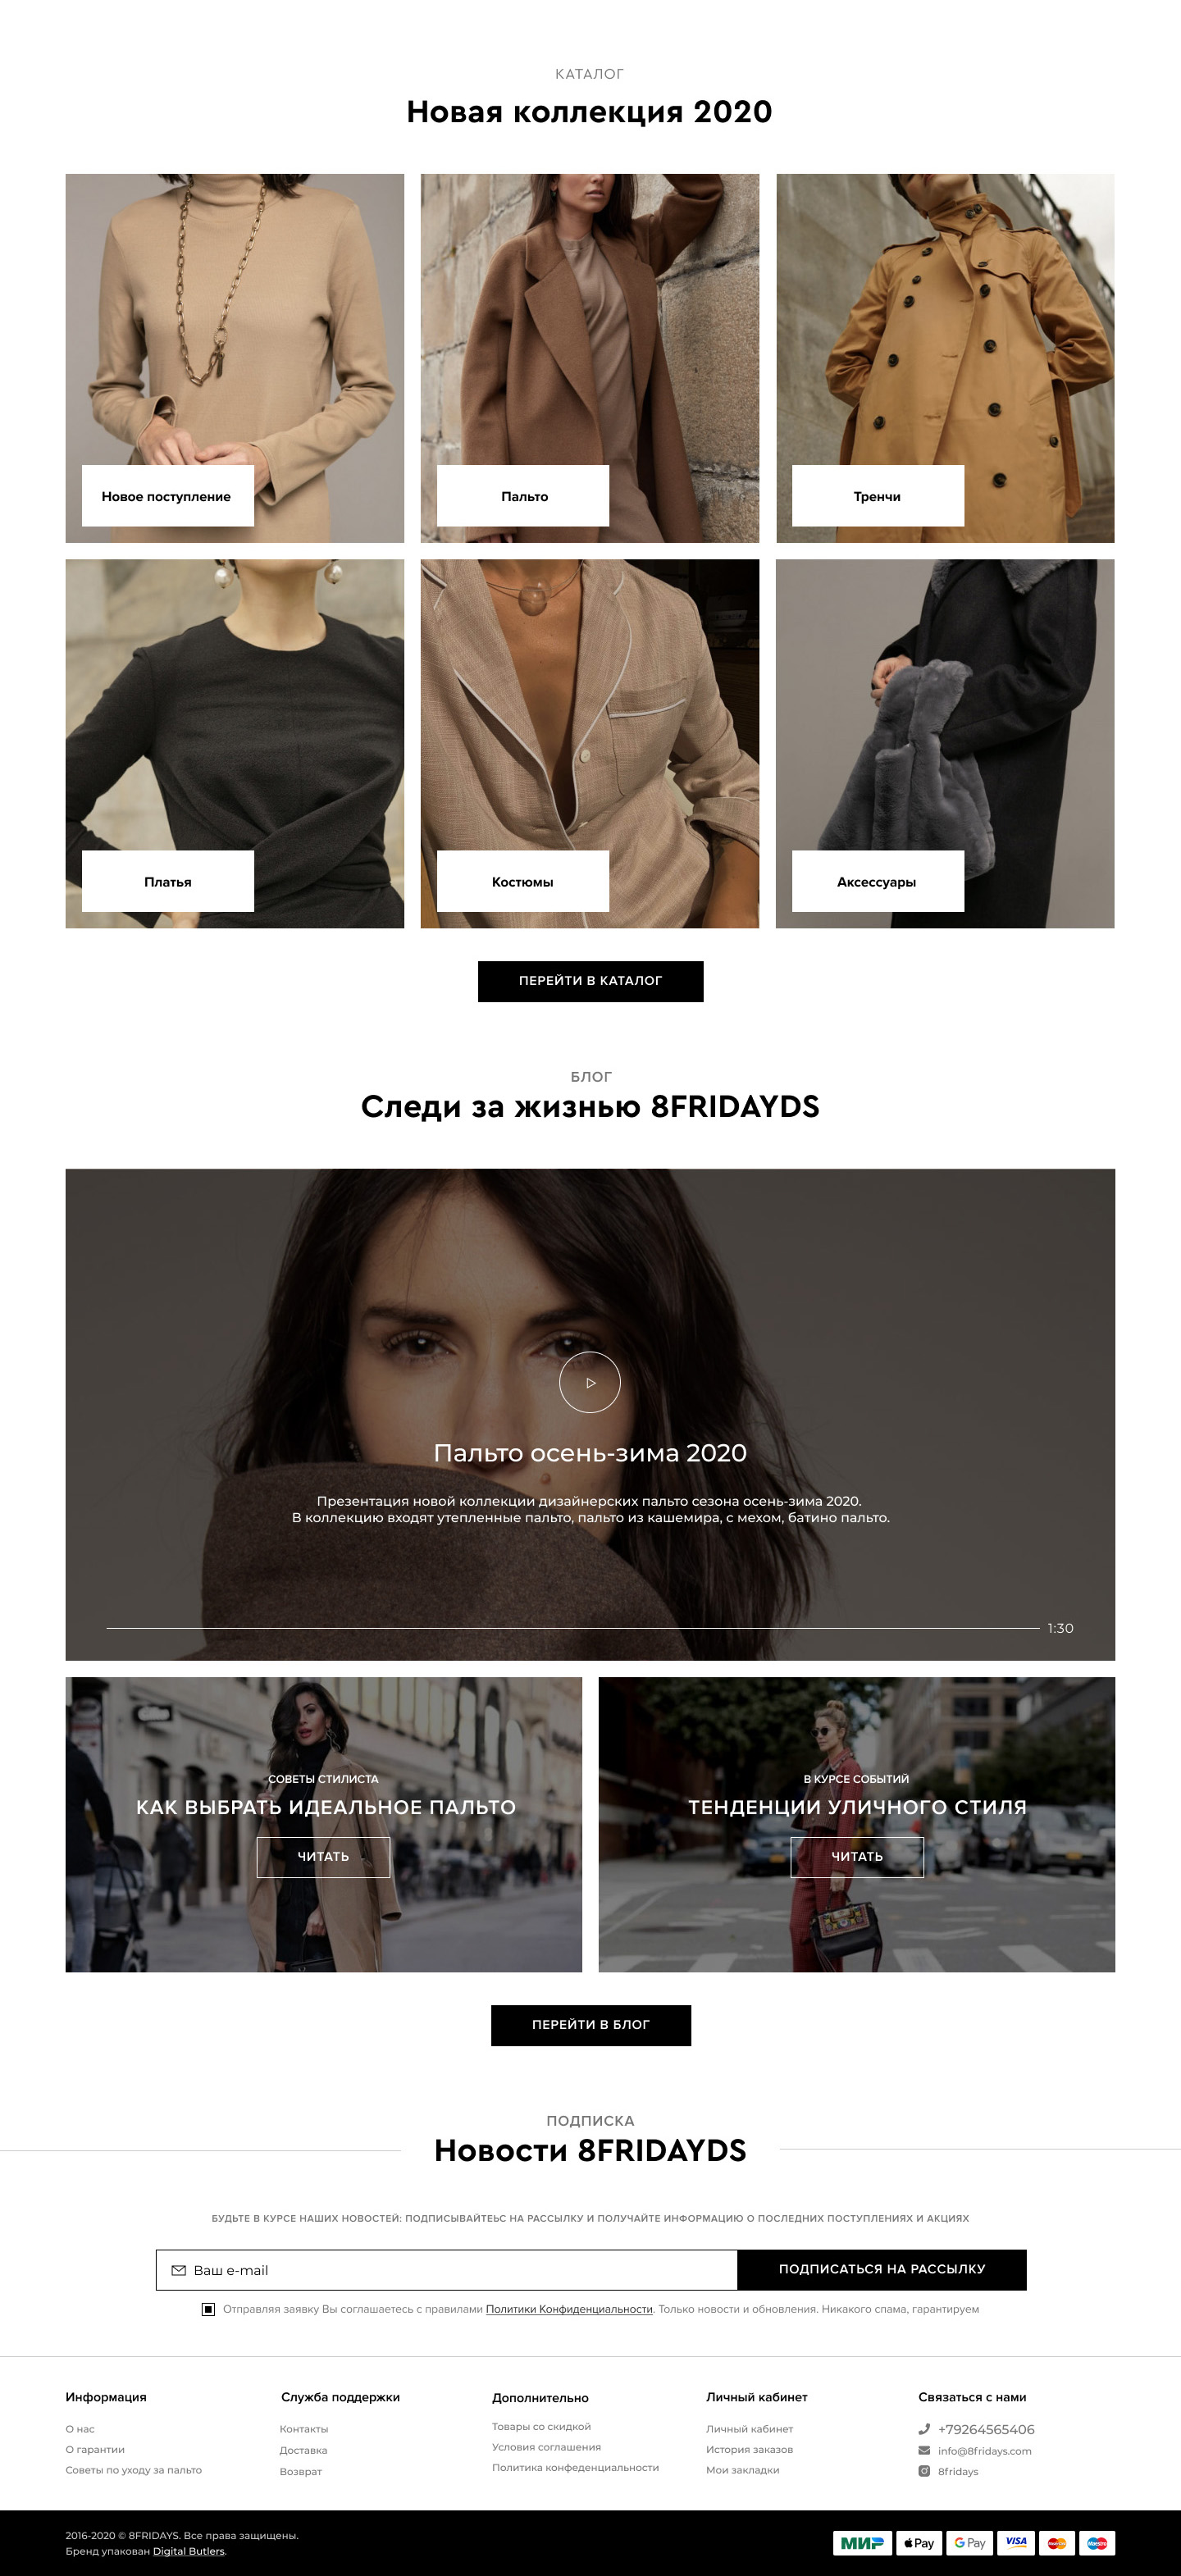 КАТАЛОГ
Новая коллекция 2020
Новое поступление
Пальто
Тренчи
Платья
Костюмы
Аксессуары
ПЕРЕЙТИ В КАТАЛОГ
БЛОГ
Следи за жизнью 8FRIDAYDS
Пальто осень-зима 2020
Презентация новой коллекции дизайнерских пальто сезона осень-зима 2020.
В коллекцию входят утепленные пальто, пальто из кашемира, с мехом, батино пальто.
1:30
СОВЕТЫ СТИЛИСТА
КАК ВЫБРАТЬ ИДЕАЛЬНОЕ ПАЛЬТО
ЧИТАТЬ
В КУРСЕ СОБЫТИЙ
ТЕНДЕНЦИИ УЛИЧНОГО СТИЛЯ
ЧИТАТЬ
ПЕРЕЙТИ В БЛОГ
ПОДПИСКА
Новости 8FRIDAYDS
БУДЬТЕ В КУРСЕ НАШИХ НОВОСТЕЙ: ПОДПИСЫВАЙТЕЬС НА РАССЫЛКУ И ПОЛУЧАЙТЕ ИНФОРМАЦИЮ О ПОСЛЕДНИХ ПОСТУПЛЕНИЯХ И АКЦИЯХ
Ваш e-mail
ПОДПИСАТЬСЯ НА РАССЫЛКУ
Отправляя заявку Вы соглашаетесь с правилами Политики Конфиденциальности. Только новости и обновления. Никакого спама, гарантируем
Информация
О нас
О гарантии
Советы по уходу за пальто
Служба поддержки
Контакты
Доставка
Возврат
Дополнительно
Товары со скидкой
Условия соглашения
Политика конфеденциальности
Личный кабинет
Личный кабинет
История заказов
Мои закладки
Связаться с нами
+79264565406
info@8fridays.com
8fridays
2016-2020 © 8FRIDAYS. Все права защищены.
Бренд упакован Digital Butlers.
МИР
Pay
G Pay
VISA
MasterCard
Maestro